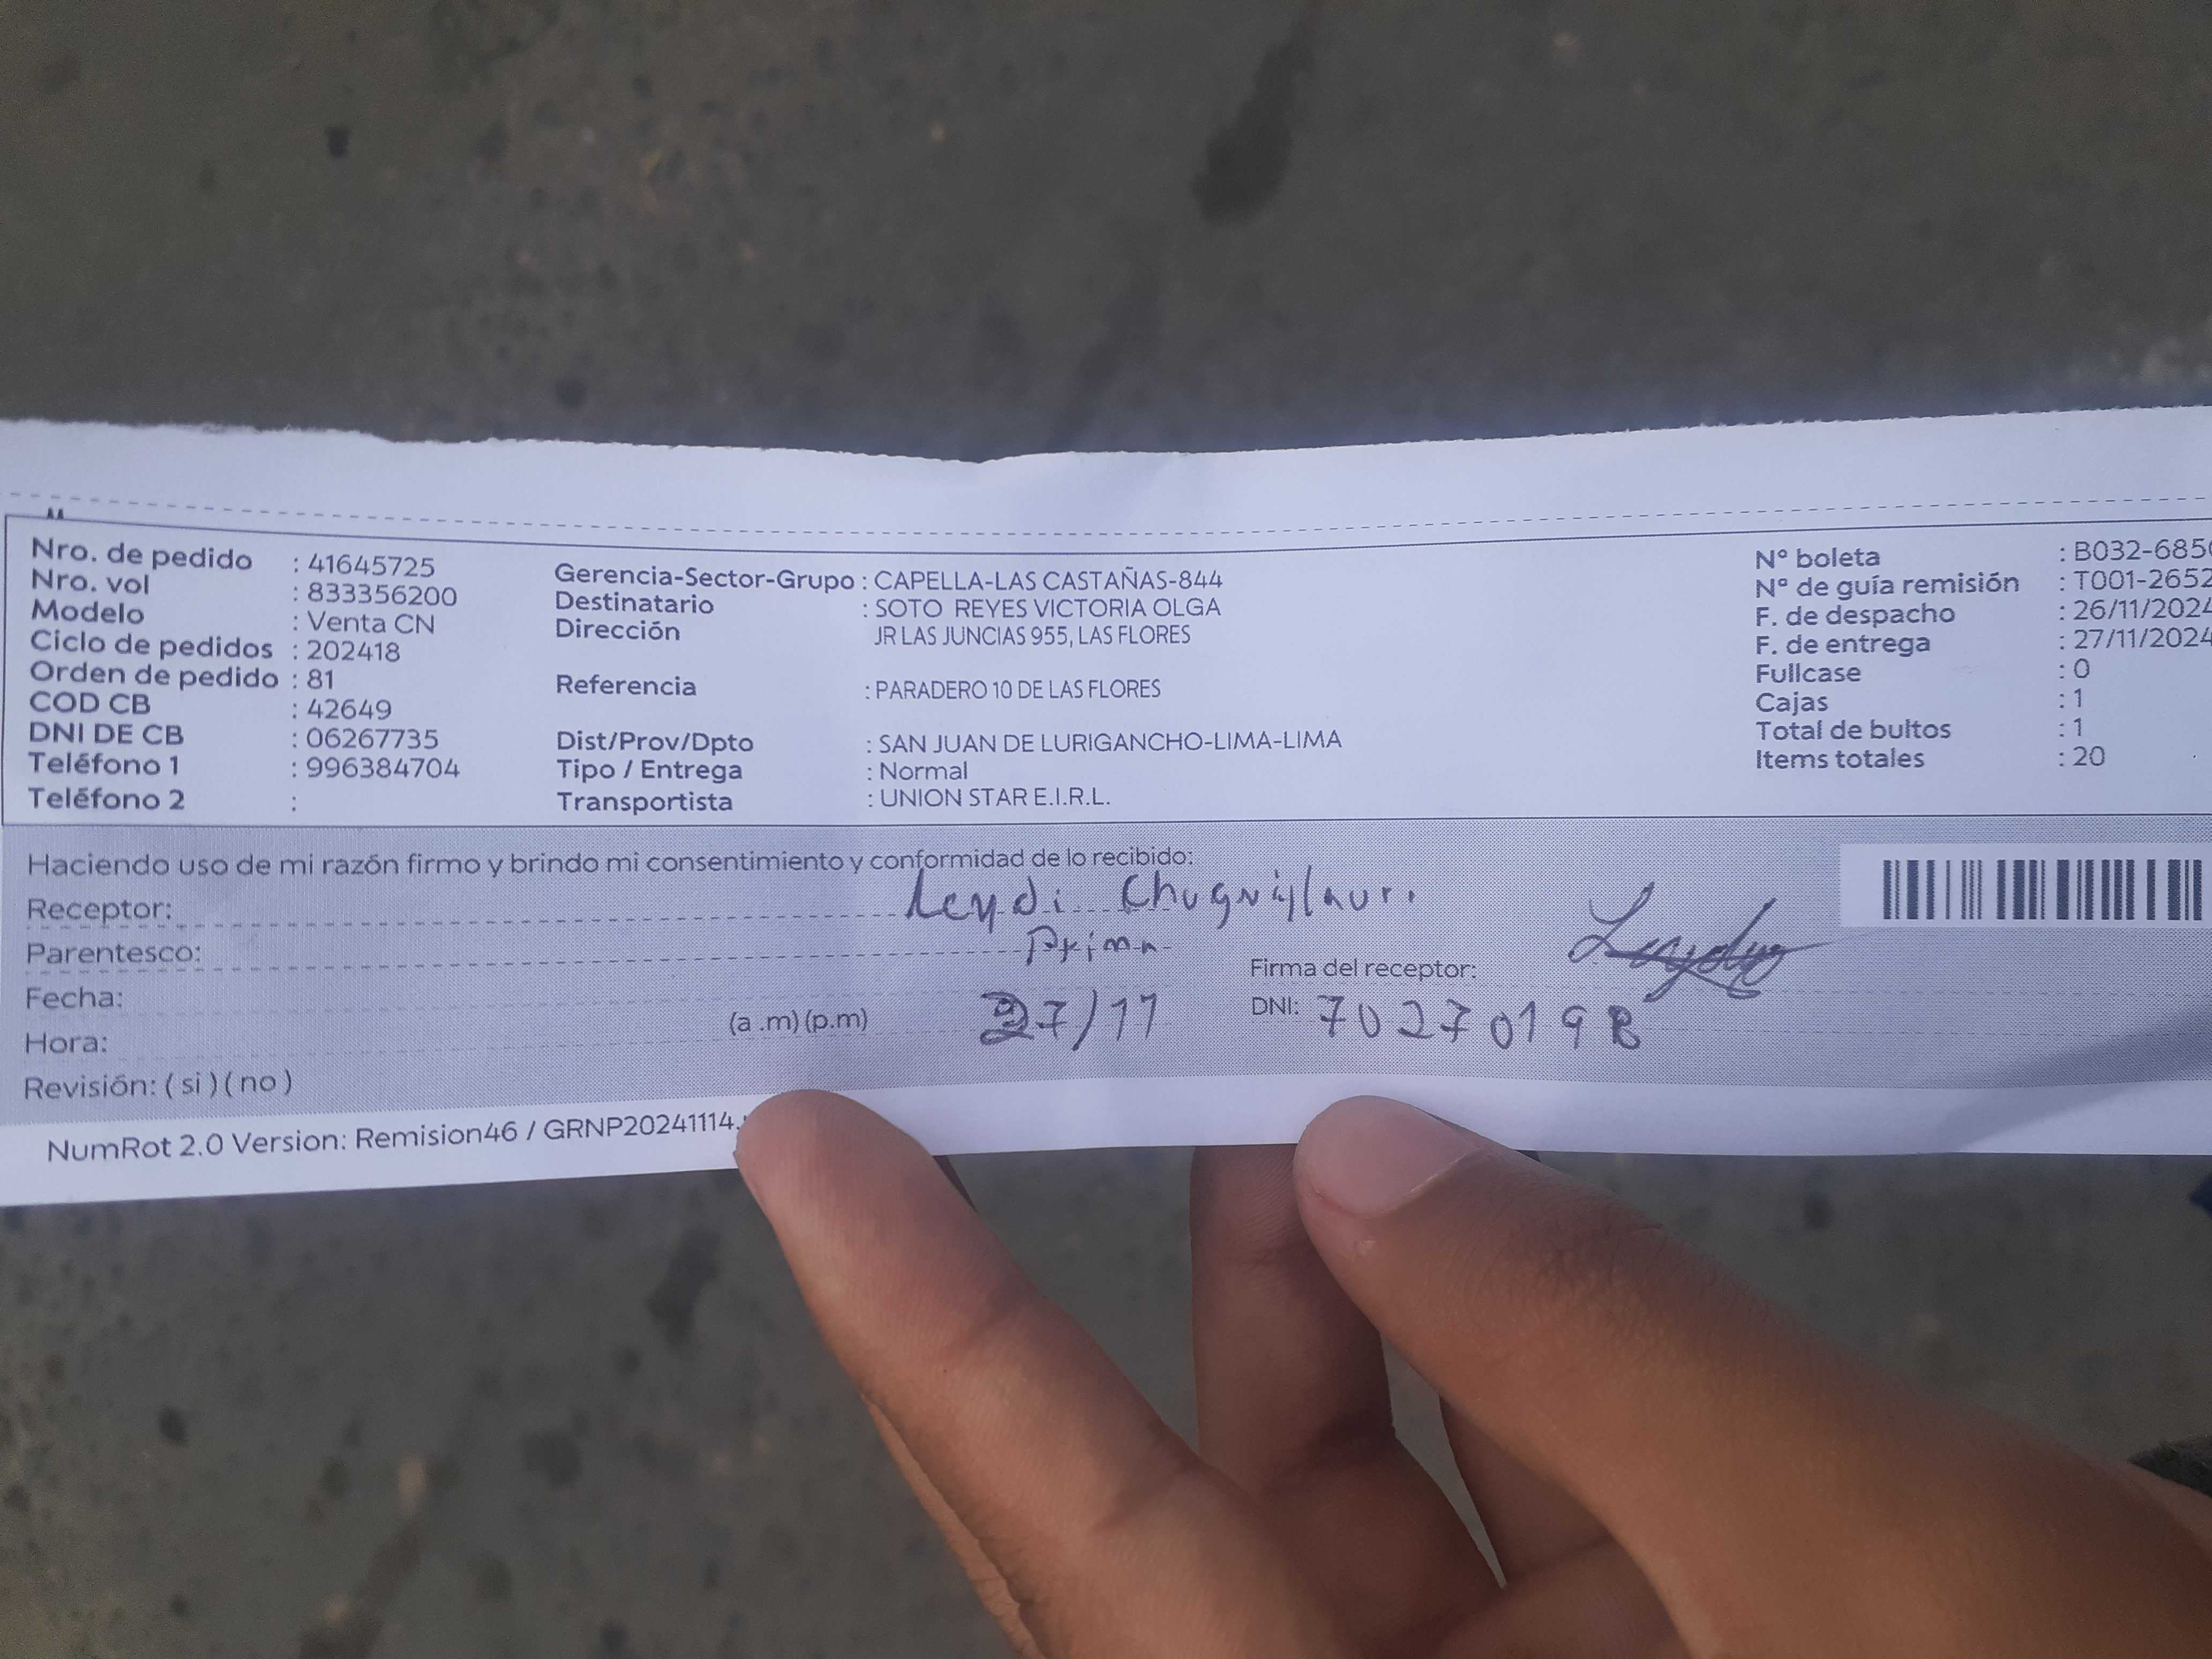 Nro. de pedido : 41645725
Nro. vol : 833356200
Modelo : Venta CN
Ciclo de pedidos : 202418
Orden de pedido : 81
COD CB : 42649
DNI DE CB : 06267735
Teléfono 1 : 996384704
Teléfono 2 :
Gerencia-Sector-Grupo : CAPELLA-LAS CASTAÑAS-844
Destinatario : SOTO REYES VICTORIA OLGA
Dirección JR LAS JUNCIAS 955, LAS FLORES
Referencia : PARADERO 10 DE LAS FLORES
Dist/Prov/Dpto : SAN JUAN DE LURIGANCHO-LIMA-LIMA
Tipo / Entrega : Normal
Transportista : UNION STAR E.I.R.L.
N° boleta : B032-685
N° de guía remisión : T001-2652
F. de despacho : 26/11/2024
F. de entrega : 27/11/2024
Fullcase : 0
Cajas : 1
Total de bultos : 1
Items totales : 20
Haciendo uso de mi razón firmo y brindo mi consentimiento y conformidad de lo recibido:
Receptor: Leydi
Parentesco: Prima
Fecha:
Hora: (a .m) (p.m) 27/11
Revisión: ( si ) ( no )
Firma del receptor:
DNI: 70270198
NumRot 2.0 Version: Remision46 / GRNP20241114.